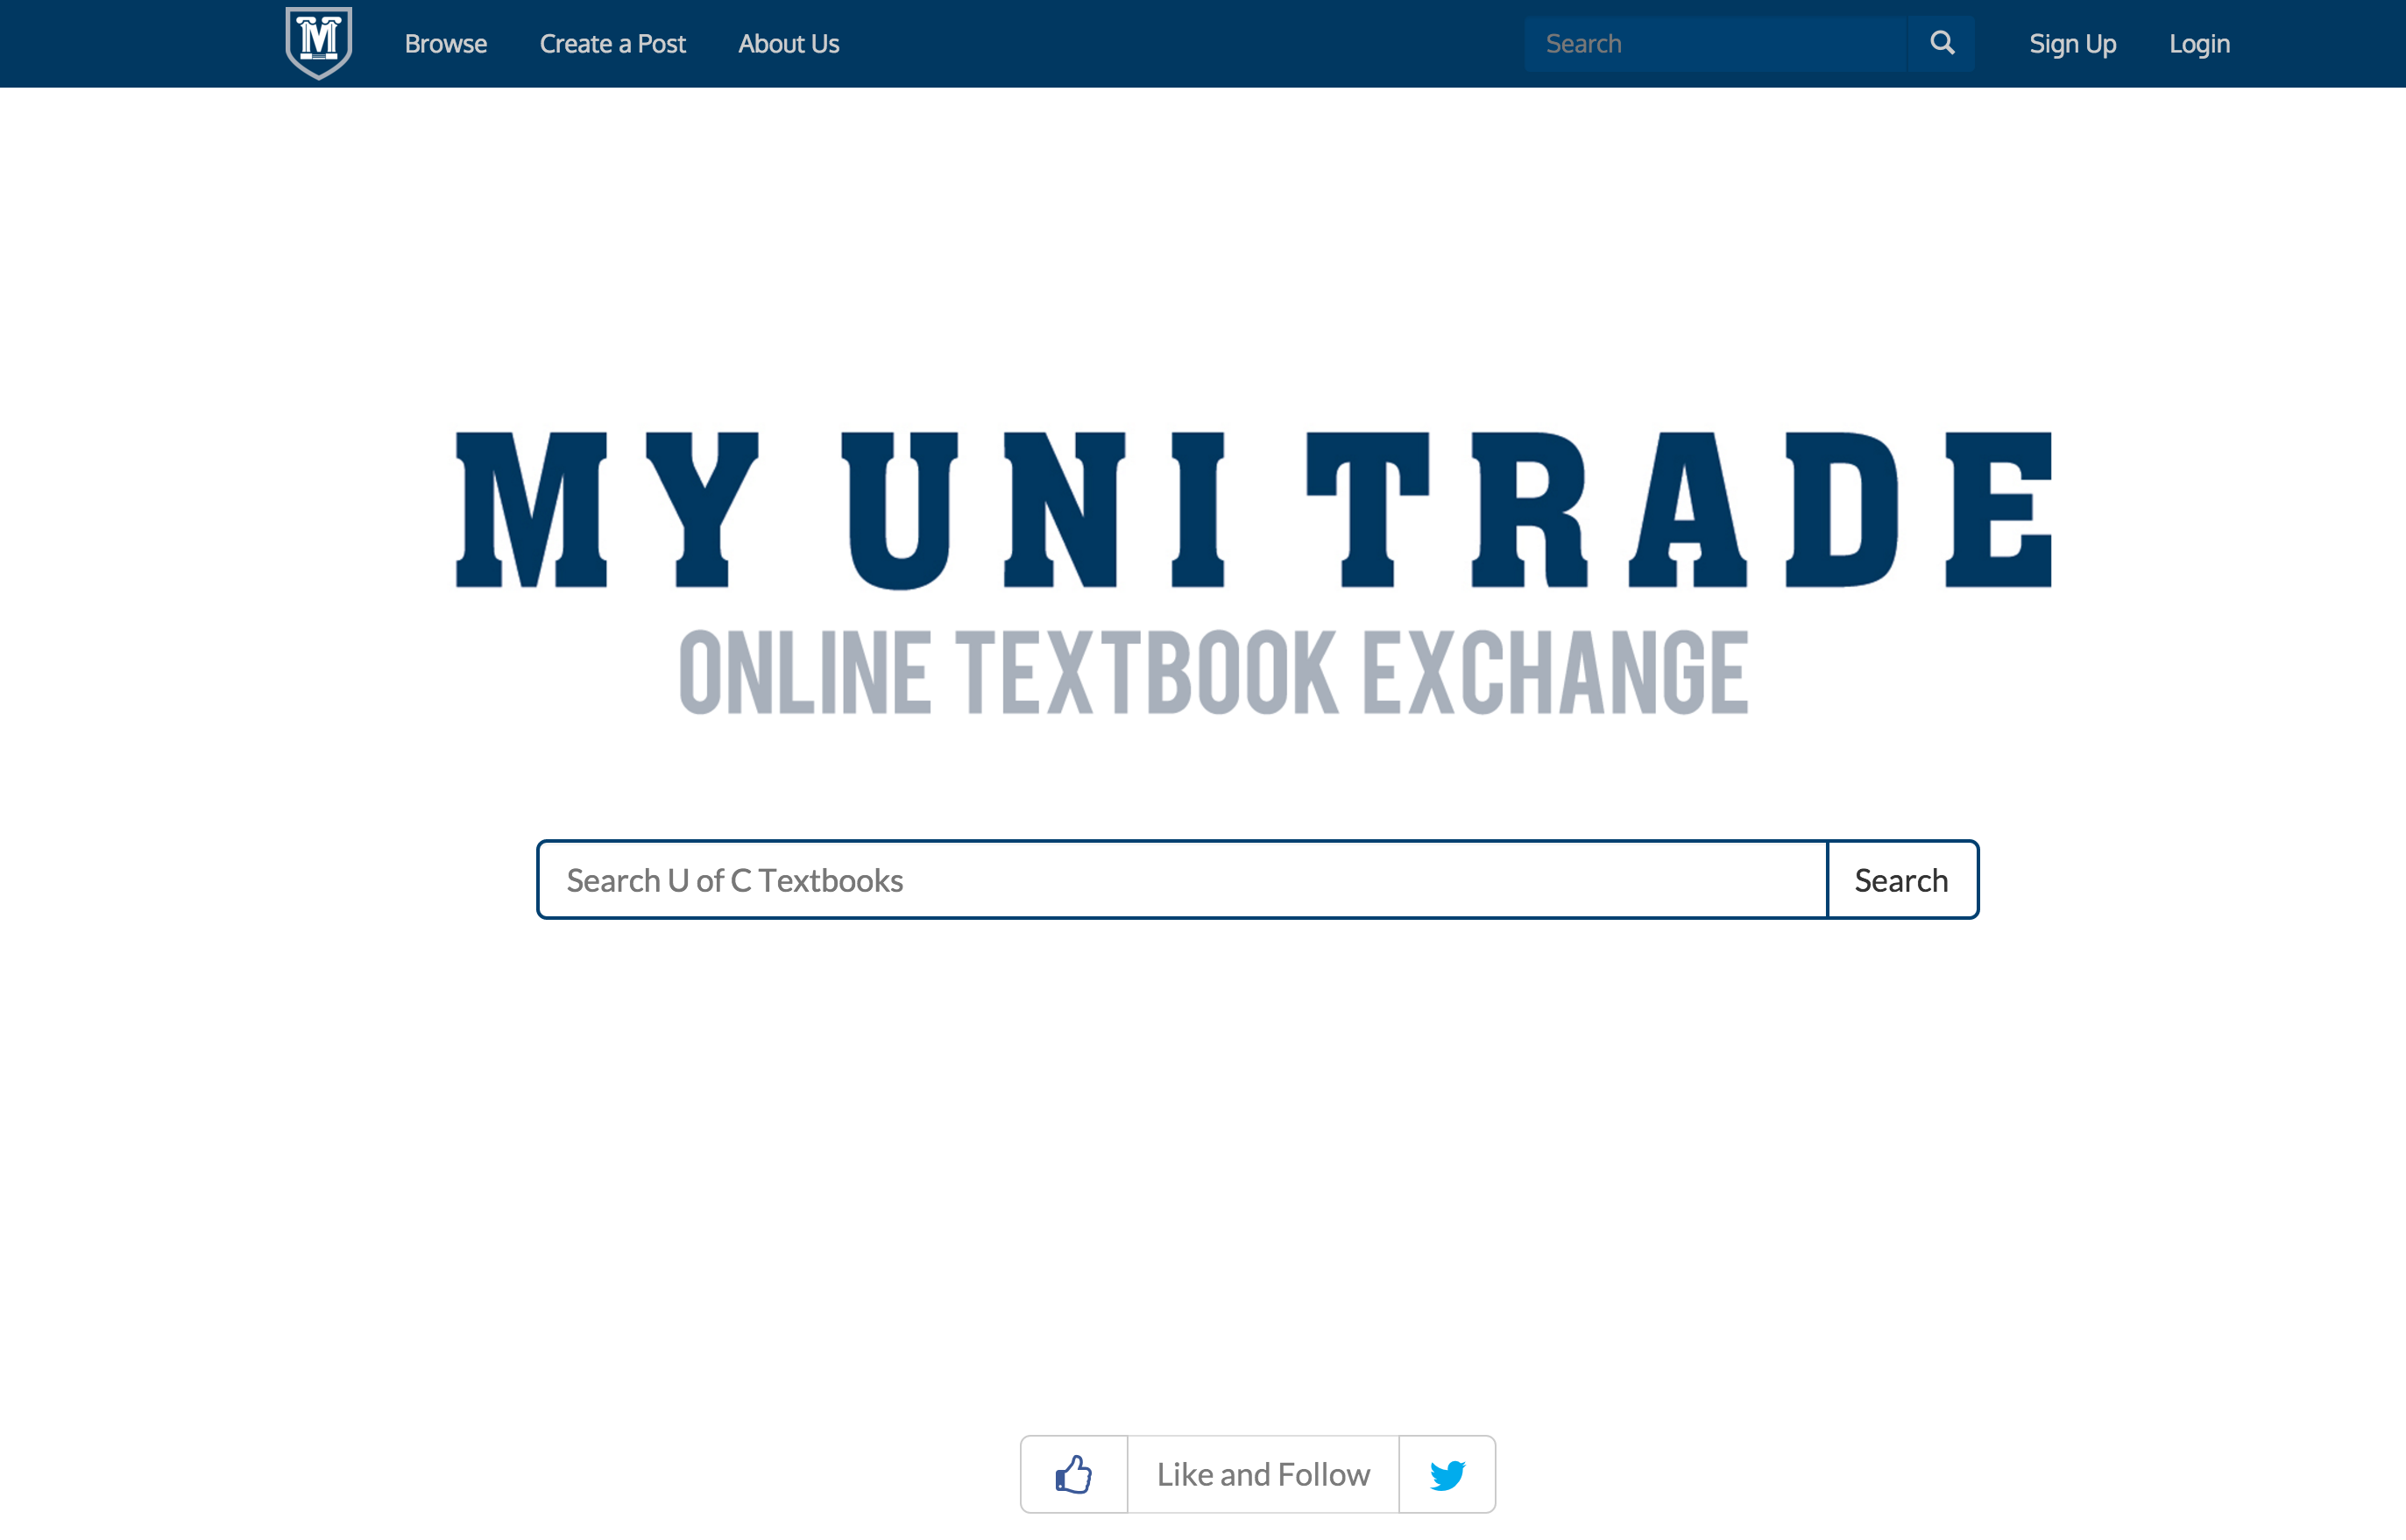 M Browse Create a Post About Us Search Sign Up Login
MY UNI TRADE
ONLINE TEXTBOOK EXCHANGE
Search U of C Textbooks Search
Like and Follow